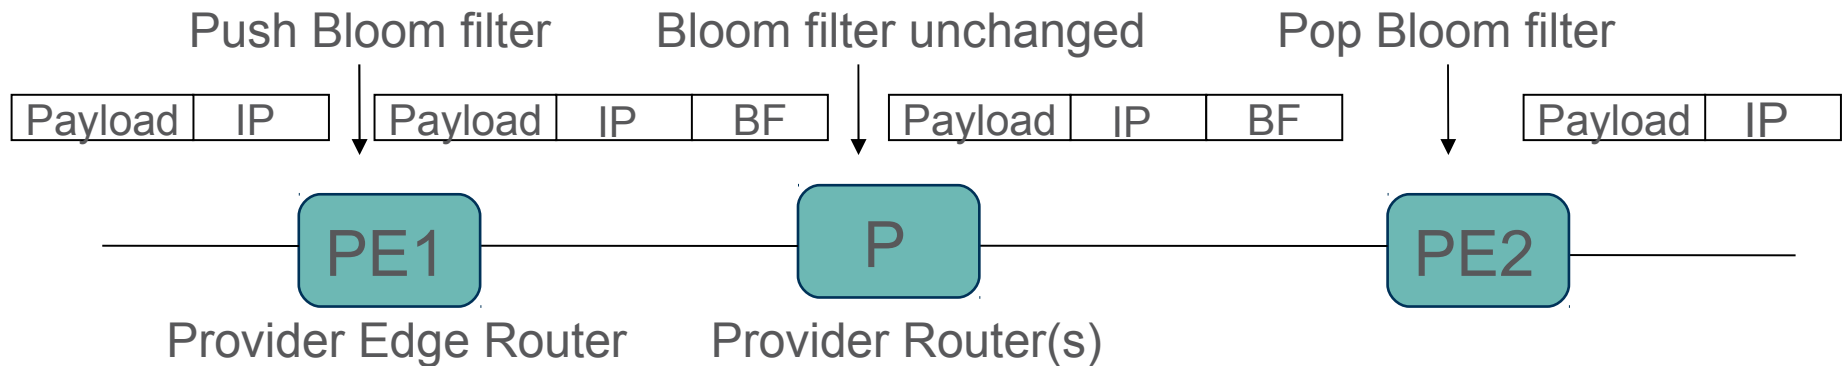 Push Bloom filter
Bloom filter unchanged
Pop Bloom filter
Payload IP
Payload IP BF
Payload IP BF
Payload IP
PE1
P
PE2
Provider Edge Router
Provider Router(s)